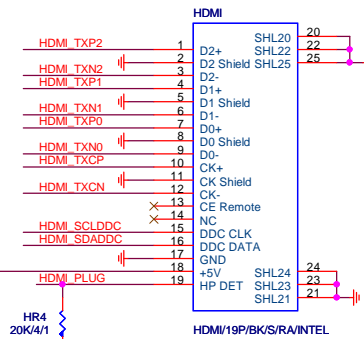 HDMI
HDMI_TXP2 1 D2+ SHL20 20
2 D2 Shield SHL22 22
HDMI_TXN2 3 D2- SHL25 25
HDMI_TXP1 4 D1+
5 D1 Shield
HDMI_TXN1 6 D1-
HDMI_TXP0 7 D0+
8 D0 Shield
HDMI_TXN0 9 D0-
HDMI_TXCP 10 CK+
11 CK Shield
HDMI_TXCN 12 CK-
13 CE Remote
14 NC
HDMI_SCLDDC 15 DDC CLK
HDMI_SDADDC 16 DDC DATA
17 GND
18 +5V SHL24 24
HDMI_PLUG 19 HP DET SHL23 23
SHL21 21
HR4
20K/4/1
HDMI/19P/BK/S/RA/INTEL